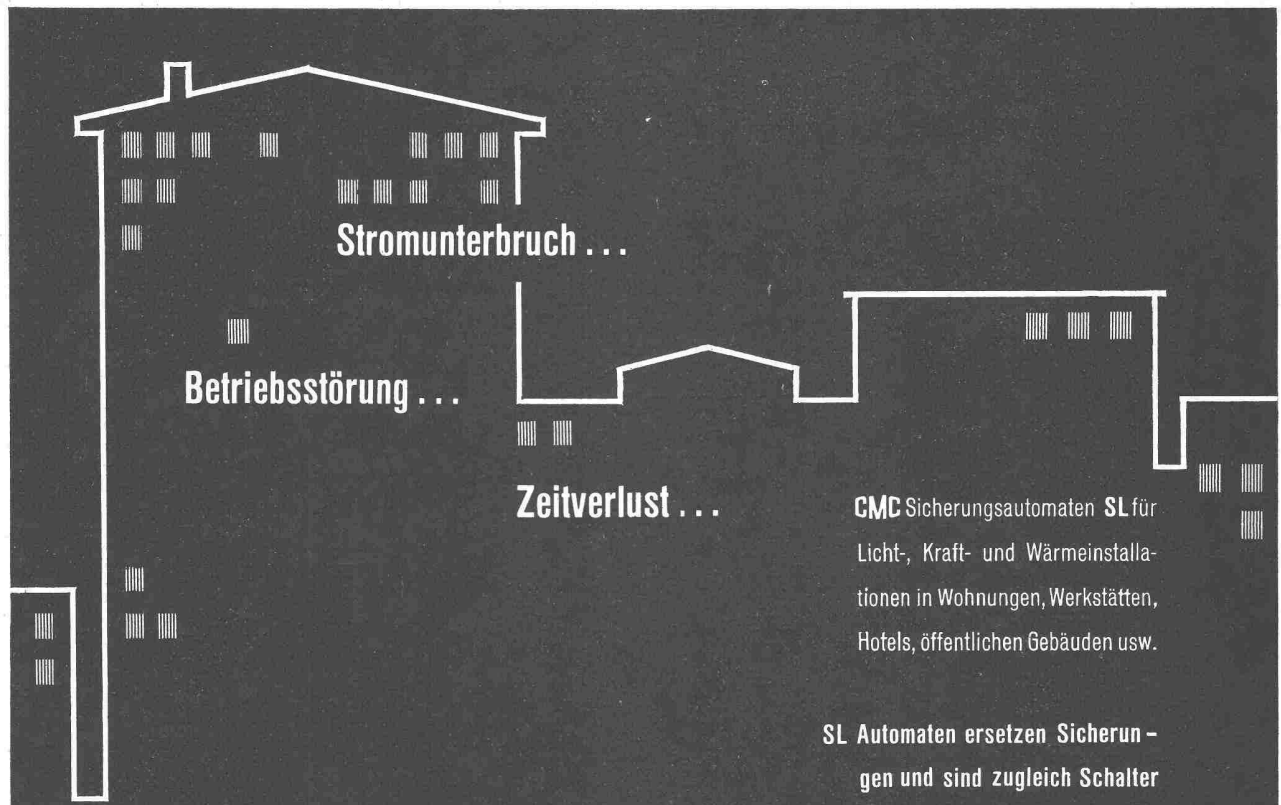 Stromunterbruch . . .
Betriebsstörung . . .
Zeitverlust . . .
CMC Sicherungsautomaten SL für
Licht-, Kraft- und Wärmeinstalla-
tionen in Wohnungen, Werkstätten,
Hotels, öffentlichen Gebäuden usw.
SL Automaten ersetzen Sicherun-
gen und sind zugleich Schalter